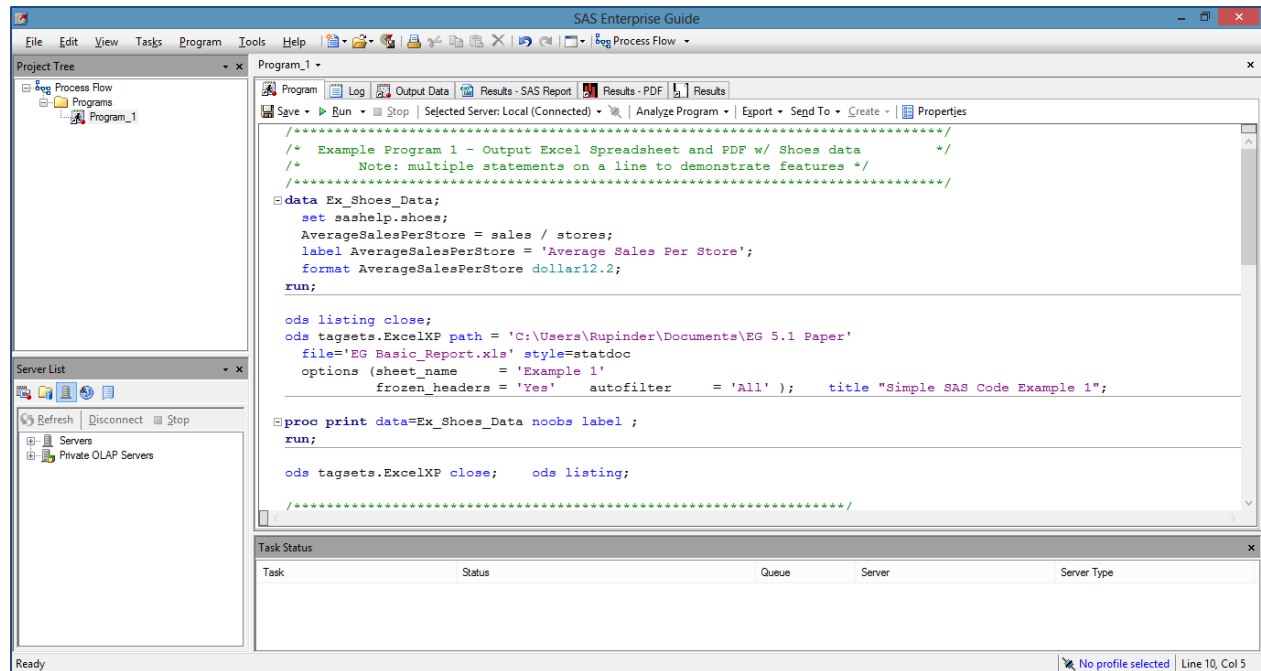 SAS Enterprise Guide
File Edit View Tasks Program Tools Help Process Flow
Project Tree
Process Flow
Programs
Program_1
Server List
Refresh Disconnect Stop
Servers
Private OLAP Servers
Program_1
Program Log Output Data Results - SAS Report Results - PDF Results
Save Run Stop Selected Server: Local (Connected) Analyze Program Export Send To Create Properties
/*******************************************************************************/
/*  Example Program 1 - Output Excel Spreadsheet and PDF w/ Shoes data         */
/*       Note: multiple statements on a line to demonstrate features */
/*******************************************************************************/
data Ex_Shoes_Data;
  set sashelp.shoes;
  AverageSalesPerStore = sales / stores;
  label AverageSalesPerStore = 'Average Sales Per Store';
  format AverageSalesPerStore dollar12.2;
run;
ods listing close;
ods tagsets.ExcelXP path = 'C:\Users\Rupinder\Documents\EG 5.1 Paper'
  file='EG Basic_Report.xls' style=statdoc
  options (sheet_name     = 'Example 1'
           frozen_headers = 'Yes'    autofilter     = 'All' );    title "Simple SAS Code Example 1";
proc print data=Ex_Shoes_Data noobs label ;
run;
ods tagsets.ExcelXP close;    ods listing;
/*******************************************************************/
Task Status
Task Status Queue Server Server Type
Ready No profile selected Line 10, Col 5